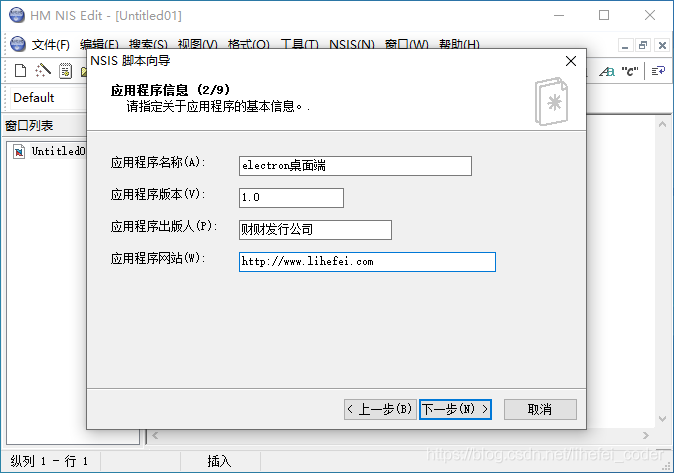 HM NIS Edit - [Untitled01]
文件(F) 编辑(E) 搜索(S) 视图(V) 格式(O) 工具(T) NSIS(N) 窗口(W) 帮助(H)
"C"
Default
窗口列表
NSIS 脚本向导
应用程序信息 (2/9)
请指定关于应用程序的基本信息。.
应用程序名称(A): electron桌面端
应用程序版本(V): 1.0
应用程序出版人(P): 财财发行公司
应用程序网站(W): http://www.lihefei.com
< 上一步(B) 下一步(N) > 取消
纵列 1 - 行 1 插入
https://blog.csdn.net/lihefei_coder